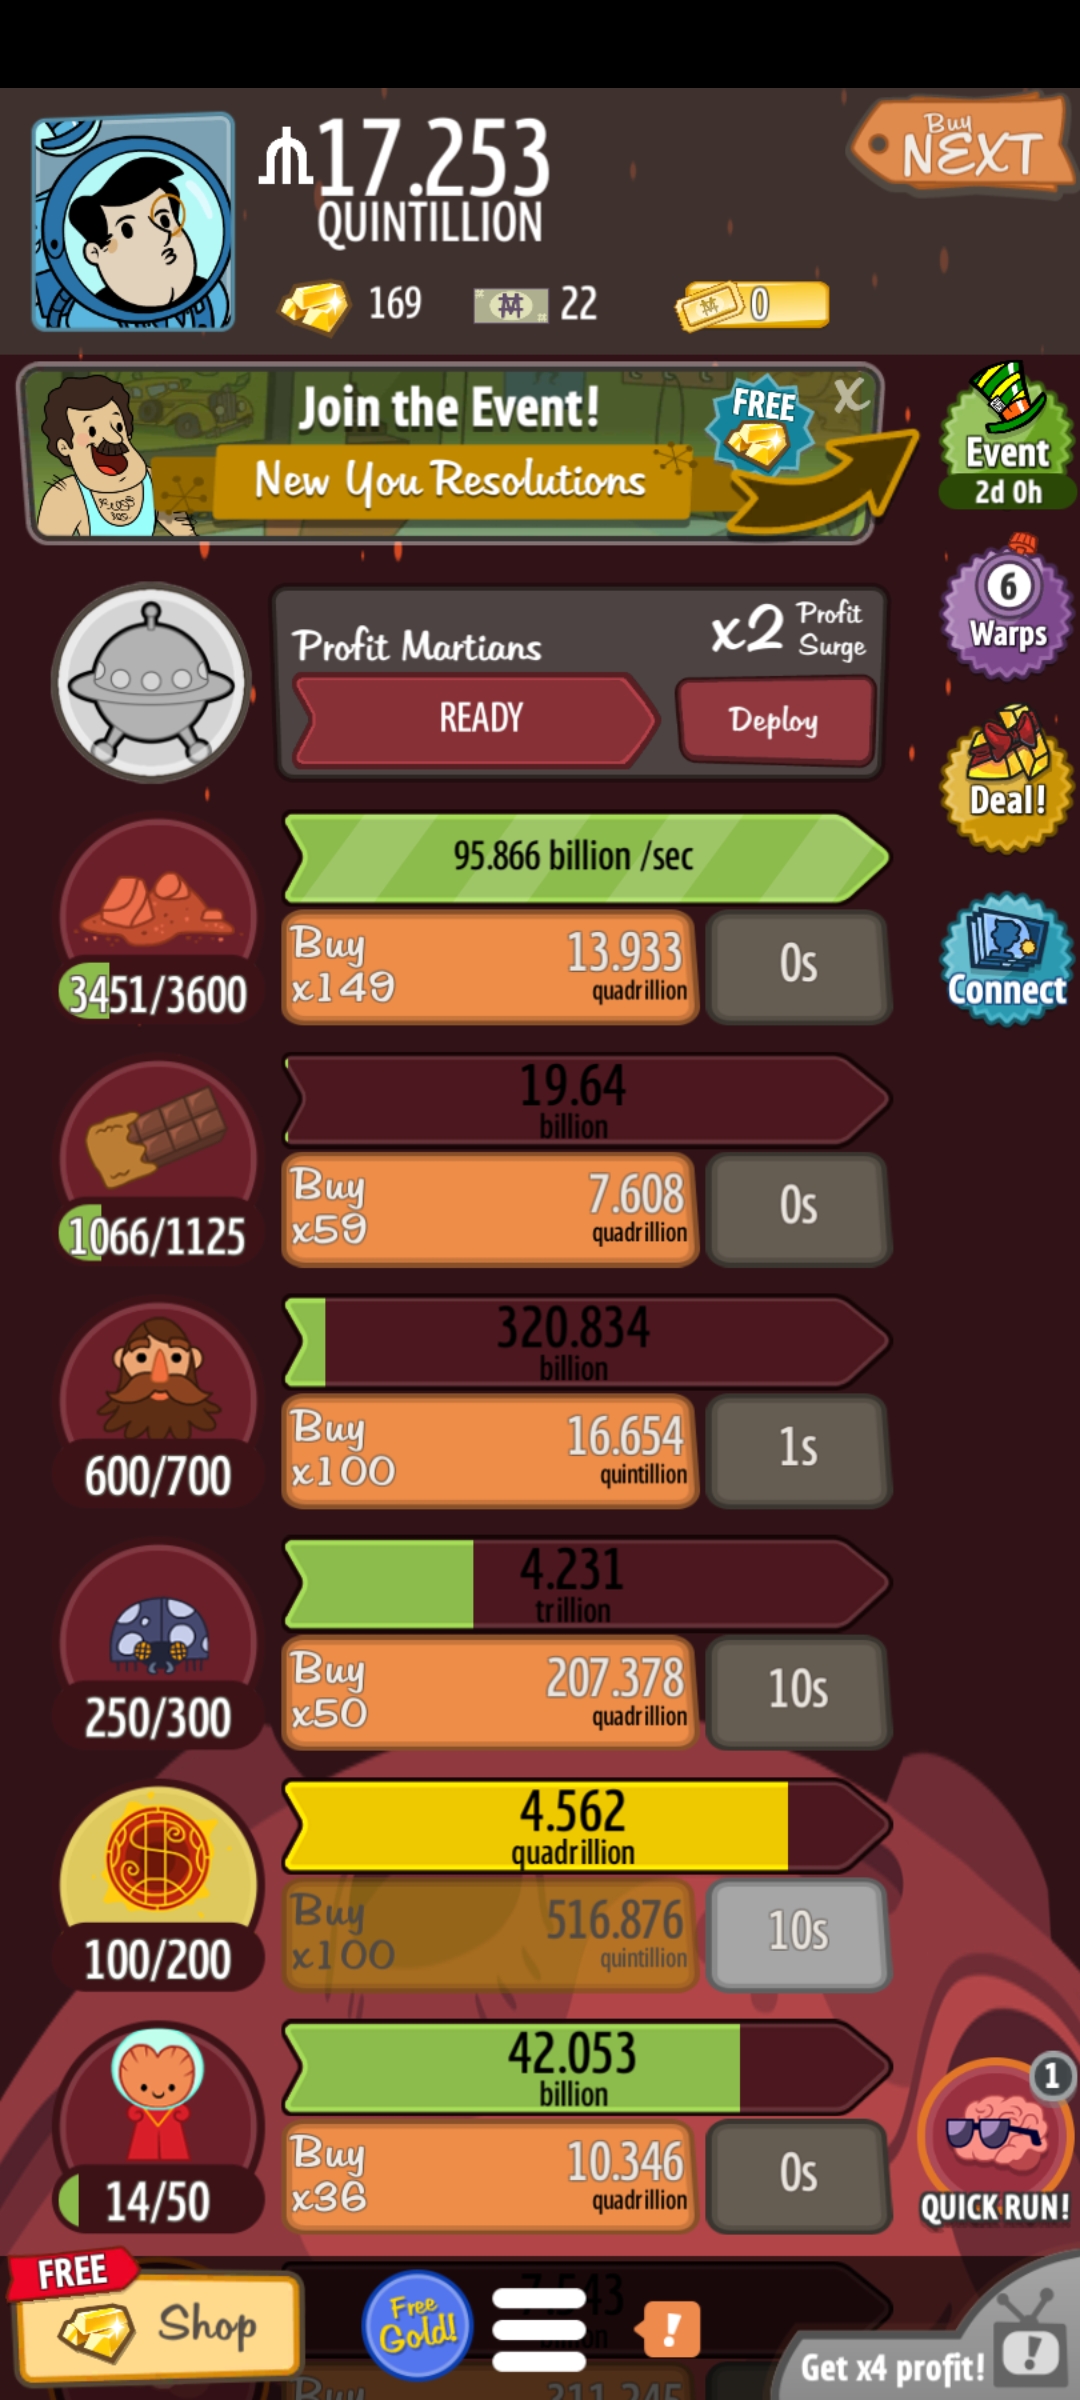 17.253
QUINTILLION
Buy
NEXT
169
22
0
Join the Event!
New You Resolutions
FREE
X
Event
2d 0h
6
Warps
Profit Martians
x2 Profit
Surge
READY
Deploy
Deal!
95.866 billion /sec
3451/3600
Buy
x149
13.933
quadrillion
0s
Connect
19.64
billion
1066/1125
Buy
x59
7.608
quadrillion
0s
320.834
billion
600/700
Buy
x100
16.654
quintillion
1s
4.231
trillion
250/300
Buy
x50
207.378
quadrillion
10s
4.562
quadrillion
100/200
Buy
x100
516.876
quintillion
10s
42.053
billion
14/50
Buy
x36
10.346
quadrillion
0s
1
QUICK RUN!
FREE
Shop
Free
Gold!
!
Get x4 profit!
!
Buy
311.245